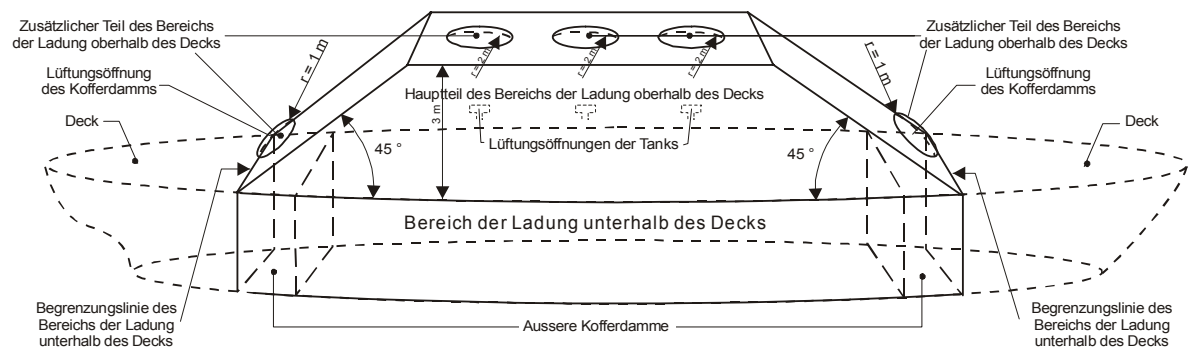 Zusätzlicher Teil des Bereichs
der Ladung oberhalb des Decks
Zusätzlicher Teil des Bereichs
der Ladung oberhalb des Decks
r = 1 m
r = 2 m
r = 2 m
r = 2 m
r = 1 m
Lüftungsöffnung
des Kofferdamms
Lüftungsöffnung
des Kofferdamms
Hauptteil des Bereichs der Ladung oberhalb des Decks
3 m
Deck
Deck
45 °
Lüftungsöffnungen der Tanks
45 °
Bereich der Ladung unterhalb des Decks
Begrenzungslinie des
Bereichs der Ladung
unterhalb des Decks
Aussere Kofferdamme
Begrenzungslinie des
Bereichs der Ladung
unterhalb des Decks